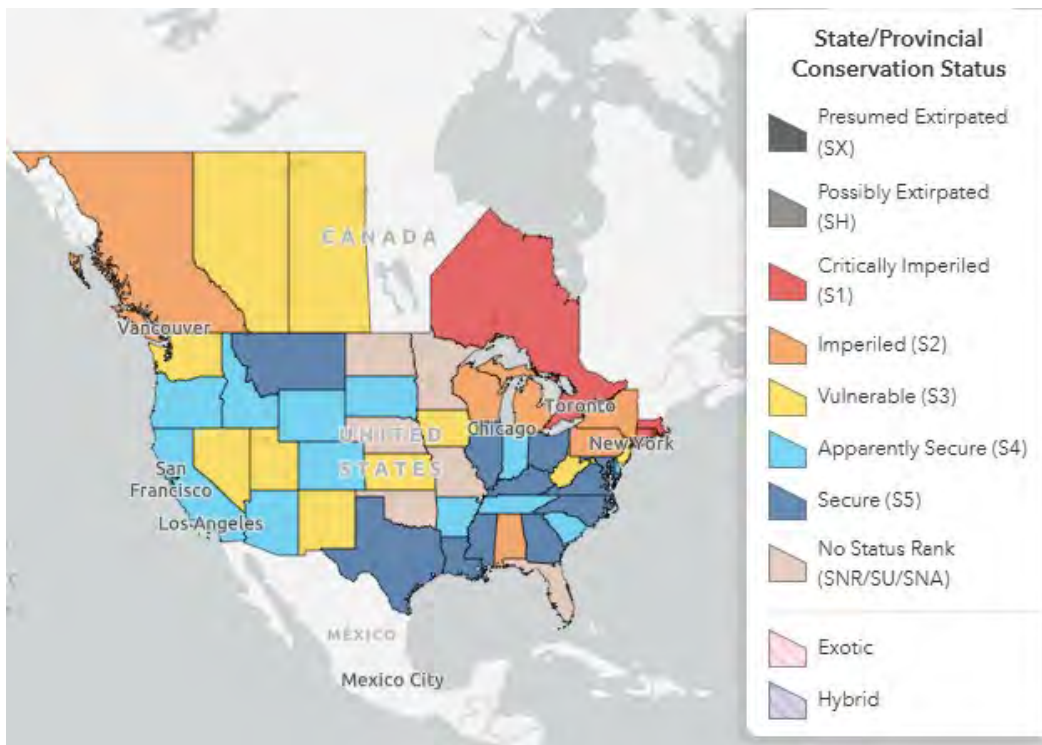 CANADA
Vancouver
Toronto
Chicago
New York
UNITED
STATES
San
Francisco
Los Angeles
MÉXICO
Mexico City
State/Provincial
Conservation Status
Presumed Extirpated
(SX)
Possibly Extirpated
(SH)
Critically Imperiled
(S1)
Imperiled (S2)
Vulnerable (S3)
Apparently Secure (S4)
Secure (S5)
No Status Rank
(SNR/SU/SNA)
Exotic
Hybrid